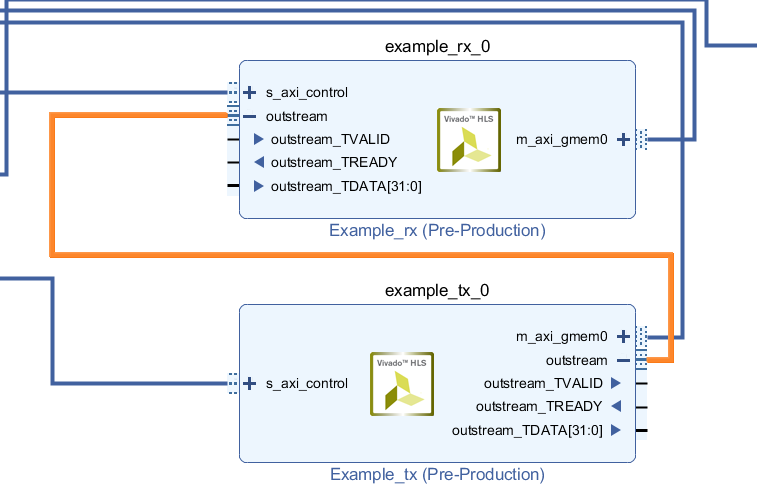 example_rx_0
s_axi_control
outstream
outstream_TVALID
outstream_TREADY
outstream_TDATA[31:0]
Vivado™ HLS
m_axi_gmem0
Example_rx (Pre-Production)
example_tx_0
s_axi_control
Vivado™ HLS
m_axi_gmem0
outstream
outstream_TVALID
outstream_TREADY
outstream_TDATA[31:0]
Example_tx (Pre-Production)